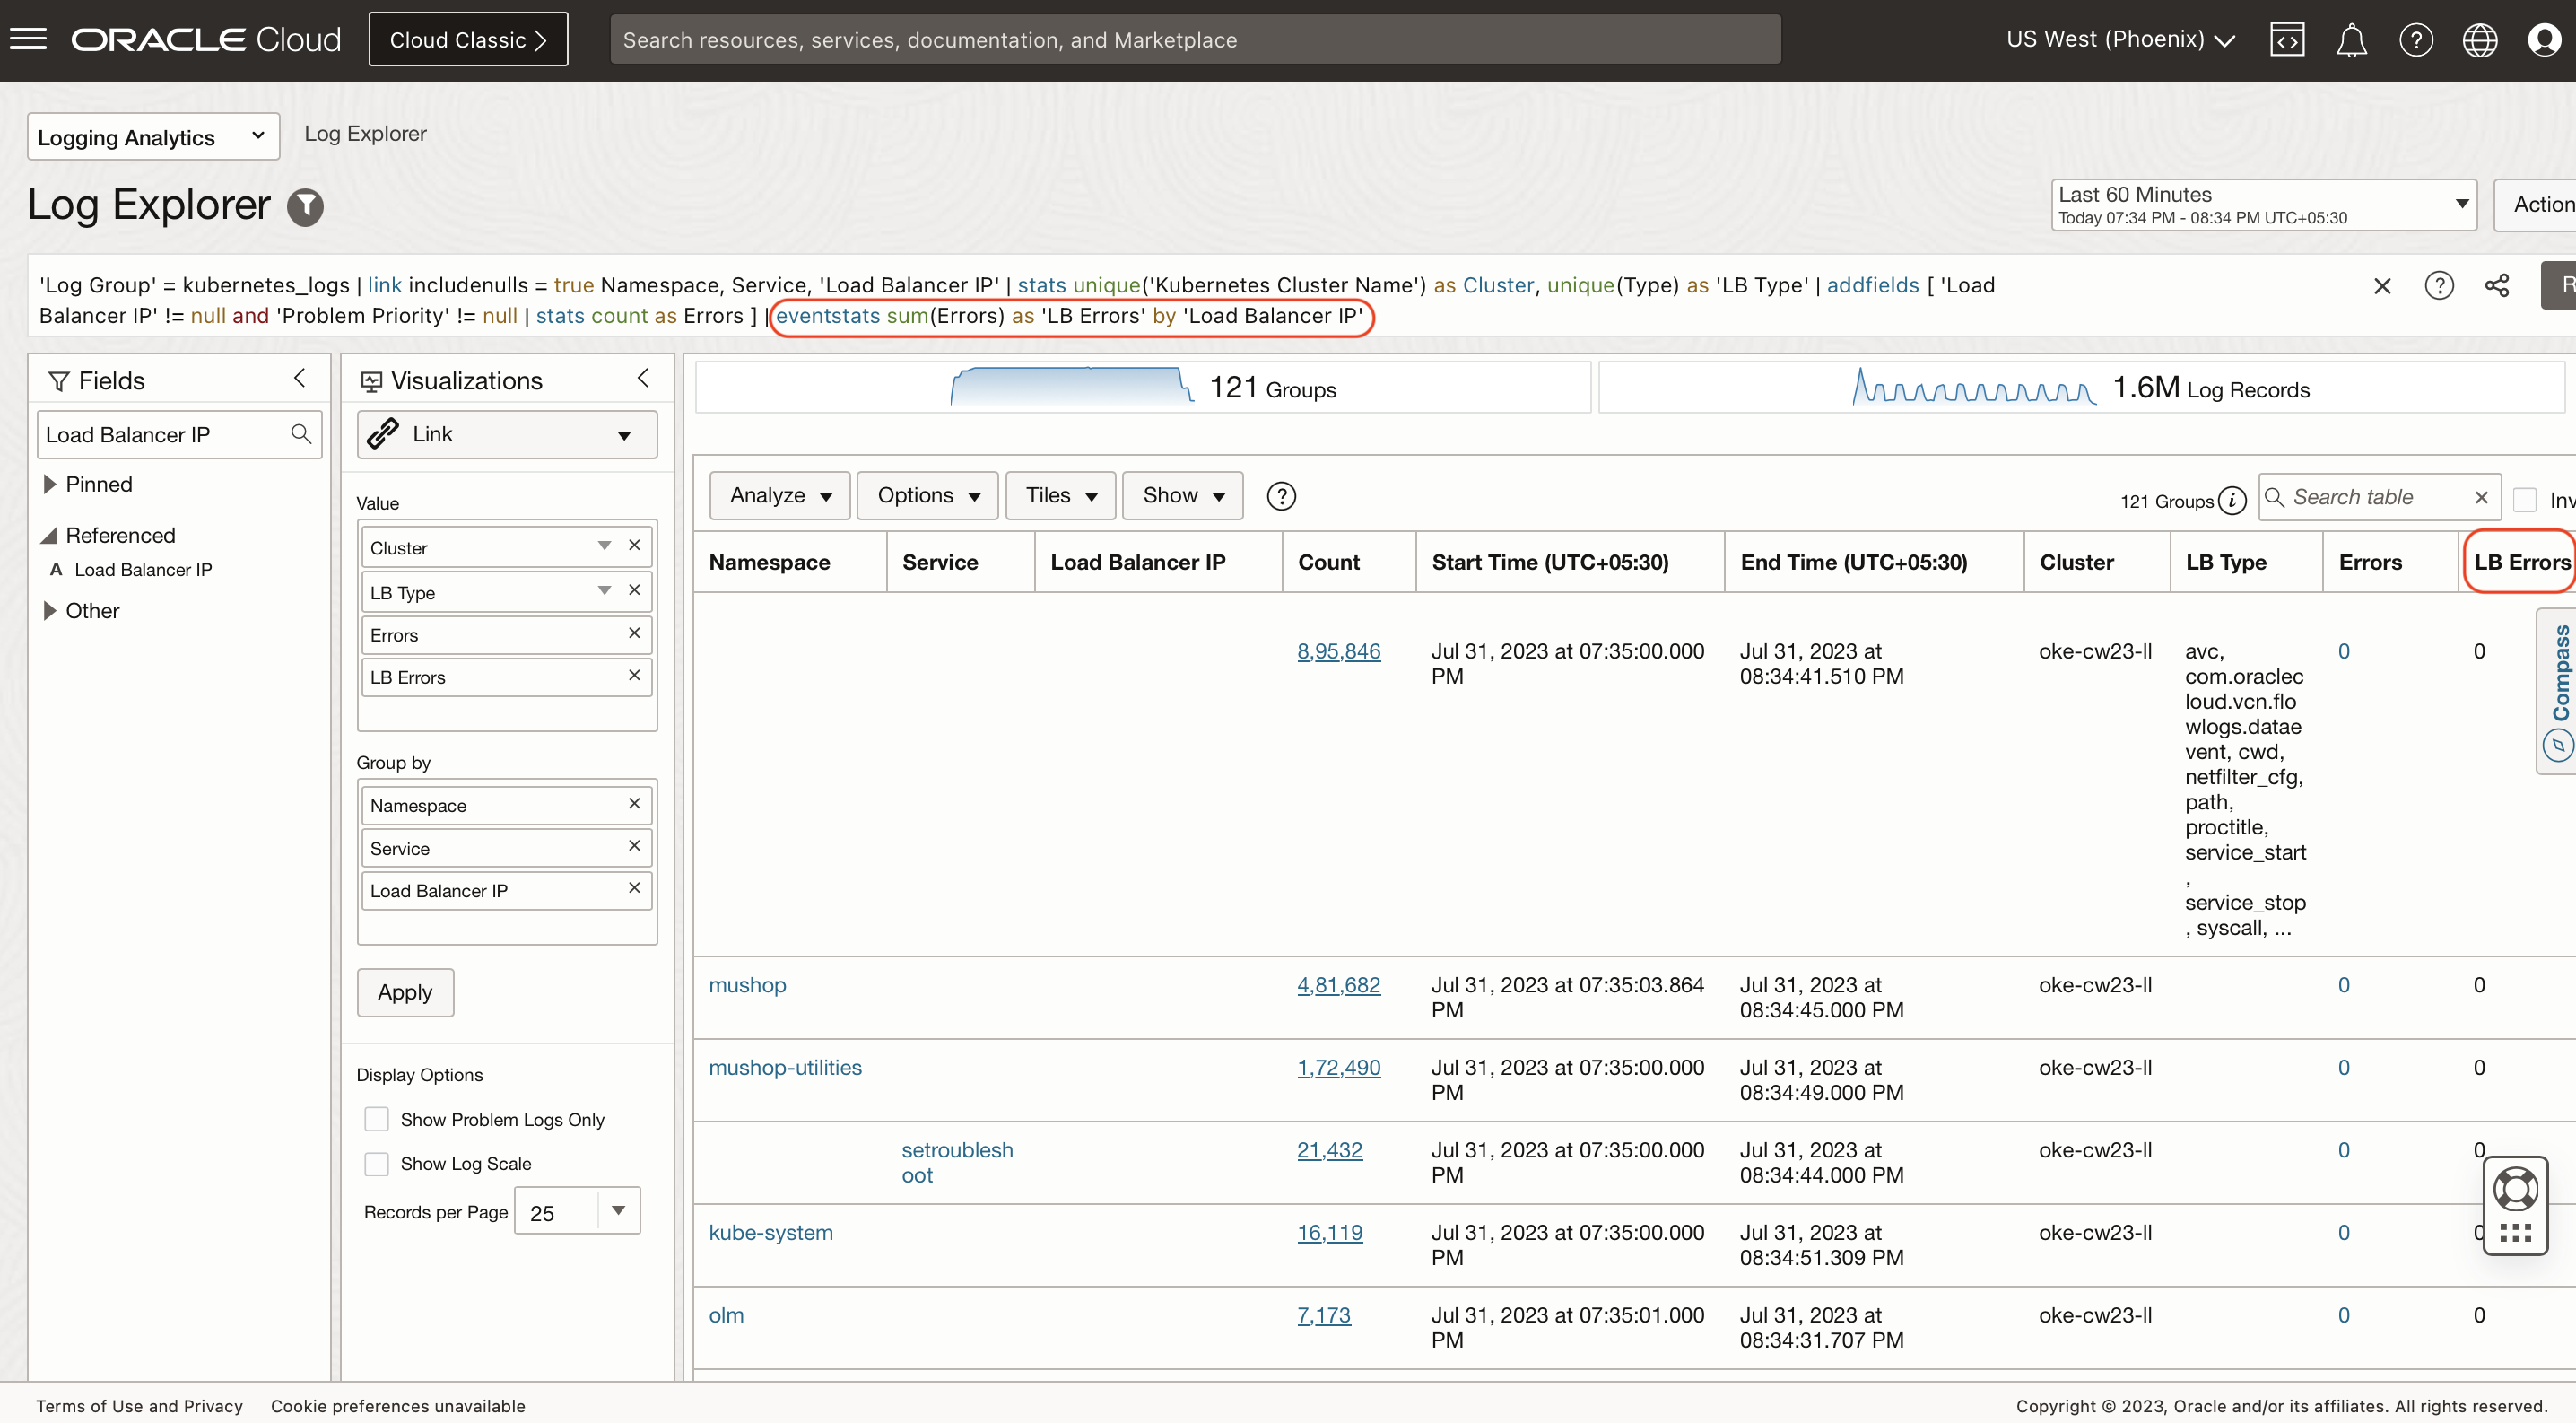 ORACLE Cloud
Cloud Classic
Search resources, services, documentation, and Marketplace
US West (Phoenix)
Logging Analytics
Log Explorer
Log Explorer
Last 60 Minutes
Today 07:34 PM - 08:34 PM UTC+05:30
Action
'Log Group' = kubernetes_logs | link includenulls = true Namespace, Service, 'Load Balancer IP' | stats unique('Kubernetes Cluster Name') as Cluster, unique(Type) as 'LB Type' | addfields [ 'Load
Balancer IP' != null and 'Problem Priority' != null | stats count as Errors ] | eventstats sum(Errors) as 'LB Errors' by 'Load Balancer IP'
R
Fields
Load Balancer IP
Pinned
Referenced
A Load Balancer IP
Other
Visualizations
Link
Value
Cluster
LB Type
Errors
LB Errors
Group by
Namespace
Service
Load Balancer IP
Apply
Display Options
Show Problem Logs Only
Show Log Scale
Records per Page 25
121 Groups
1.6M Log Records
Analyze Options Tiles Show
121 Groups
Search table
Inv
Namespace Service Load Balancer IP Count Start Time (UTC+05:30) End Time (UTC+05:30) Cluster LB Type Errors LB Errors
8,95,846 Jul 31, 2023 at 07:35:00.000 Jul 31, 2023 at oke-cw23-ll avc, 0 0
PM 08:34:41.510 PM com.oraclec
loud.vcn.flo
wlogs.datae
vent, cwd,
netfilter_cfg,
path,
proctitle,
service_start
,
service_stop
, syscall, ...
Compass
mushop 4,81,682 Jul 31, 2023 at 07:35:03.864 Jul 31, 2023 at oke-cw23-ll 0 0
PM 08:34:45.000 PM
mushop-utilities 1,72,490 Jul 31, 2023 at 07:35:00.000 Jul 31, 2023 at oke-cw23-ll 0 0
PM 08:34:49.000 PM
setroublesh 21,432 Jul 31, 2023 at 07:35:00.000 Jul 31, 2023 at oke-cw23-ll 0 0
oot PM 08:34:44.000 PM
kube-system 16,119 Jul 31, 2023 at 07:35:00.000 Jul 31, 2023 at oke-cw23-ll 0 0
PM 08:34:51.309 PM
olm 7,173 Jul 31, 2023 at 07:35:01.000 Jul 31, 2023 at oke-cw23-ll 0 0
PM 08:34:31.707 PM
Terms of Use and Privacy Cookie preferences unavailable
Copyright © 2023, Oracle and/or its affiliates. All rights reserved.